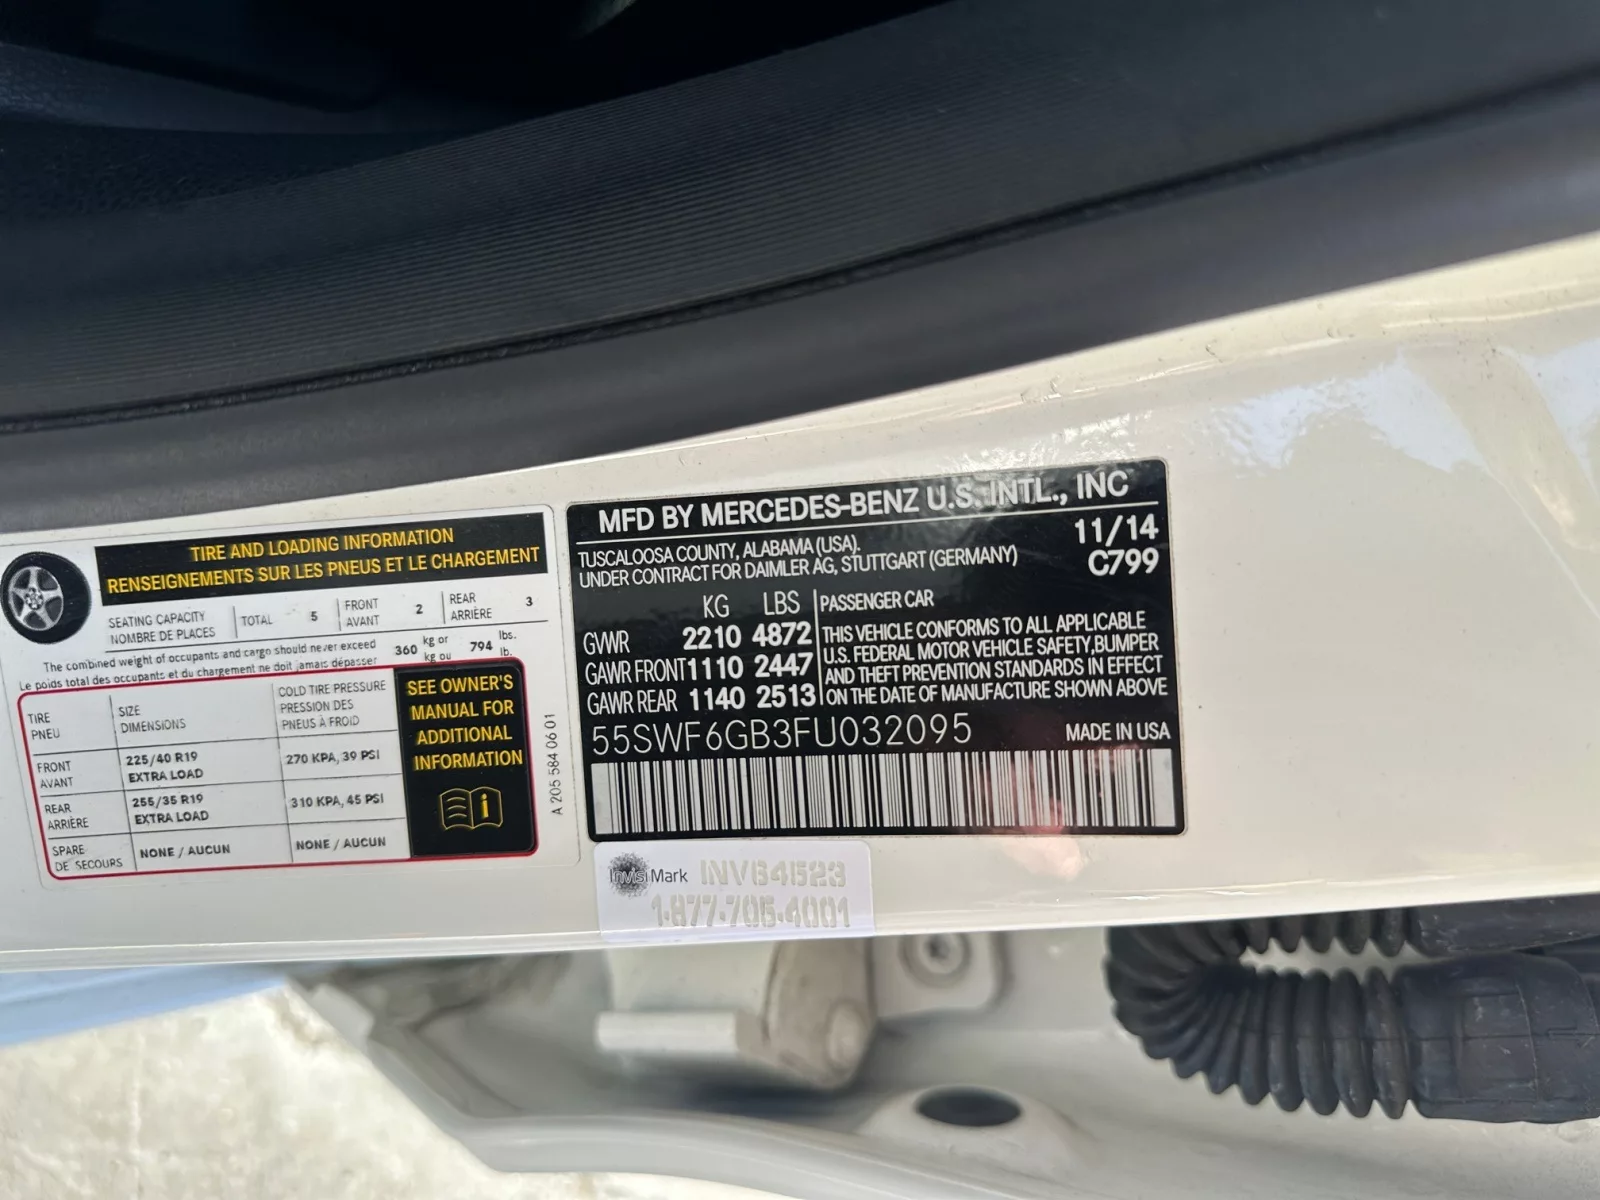 TIRE AND LOADING INFORMATION
RENSEIGNEMENTS SUR LES PNEUS ET LE CHARGEMENT
SEATING CAPACITY
NOMBRE DE PLACES
TOTAL 5
FRONT
AVANT
2
REAR
ARRIÈRE
3
The combined weight of occupants and cargo should never exceed
Le poids total des occupants et du chargement ne doit jamais dépasser
360 kg or
kg ou
794 lbs.
lb.
TIRE
PNEU
SIZE
DIMENSIONS
COLD TIRE PRESSURE
PRESSION DES
PNEUS À FROID
FRONT
AVANT
225/40 R19
EXTRA LOAD
270 KPA, 39 PSI
REAR
ARRIÈRE
255/35 R19
EXTRA LOAD
310 KPA, 45 PSI
SPARE
DE SECOURS
NONE / AUCUN
NONE / AUCUN
SEE OWNER'S
MANUAL FOR
ADDITIONAL
INFORMATION
A 205 584 06 01
MFD BY MERCEDES-BENZ U.S. INTL., INC
TUSCALOOSA COUNTY, ALABAMA (USA).
UNDER CONTRACT FOR DAIMLER AG, STUTTGART (GERMANY)
11/14
C799
KG LBS
GVWR 2210 4872
GAWR FRONT 1110 2447
GAWR REAR 1140 2513
PASSENGER CAR
THIS VEHICLE CONFORMS TO ALL APPLICABLE
U.S. FEDERAL MOTOR VEHICLE SAFETY,BUMPER
AND THEFT PREVENTION STANDARDS IN EFFECT
ON THE DATE OF MANUFACTURE SHOWN ABOVE
55SWF6GB3FU032095
MADE IN USA
InvisiMark INV64523
1-877-705-4001